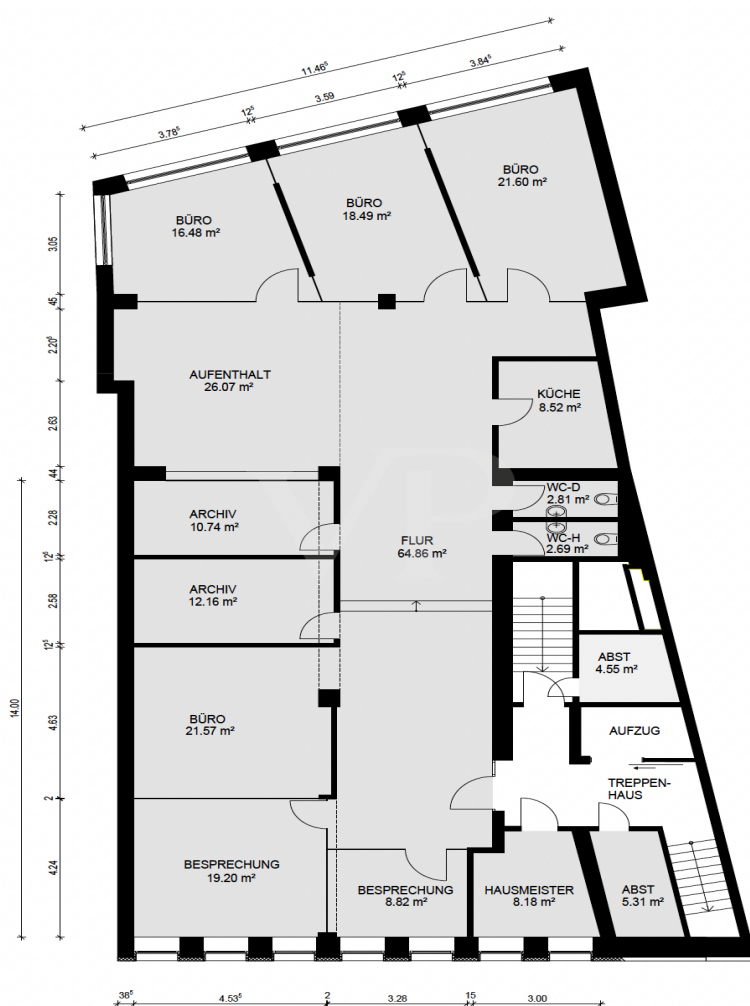 11.46⁵
3.78⁵
12⁵
3.59
12⁵
3.84⁵
BÜRO
16.48 m²
BÜRO
18.49 m²
BÜRO
21.60 m²
3.05
45
2.20⁵
2.63
44
2.28
12⁵
2.58
12⁵
4.63
2
4.24
14.00
AUFENTHALT
26.07 m²
KÜCHE
8.52 m²
WC-D
2.81 m²
WC-H
2.69 m²
ARCHIV
10.74 m²
FLUR
64.86 m²
VP
ARCHIV
12.16 m²
ABST
4.55 m²
BÜRO
21.57 m²
AUFZUG
TREPPEN-
HAUS
BESPRECHUNG
19.20 m²
BESPRECHUNG
8.82 m²
HAUSMEISTER
8.18 m²
ABST
5.31 m²
38⁵
4.53⁵
2
3.28
15
3.00